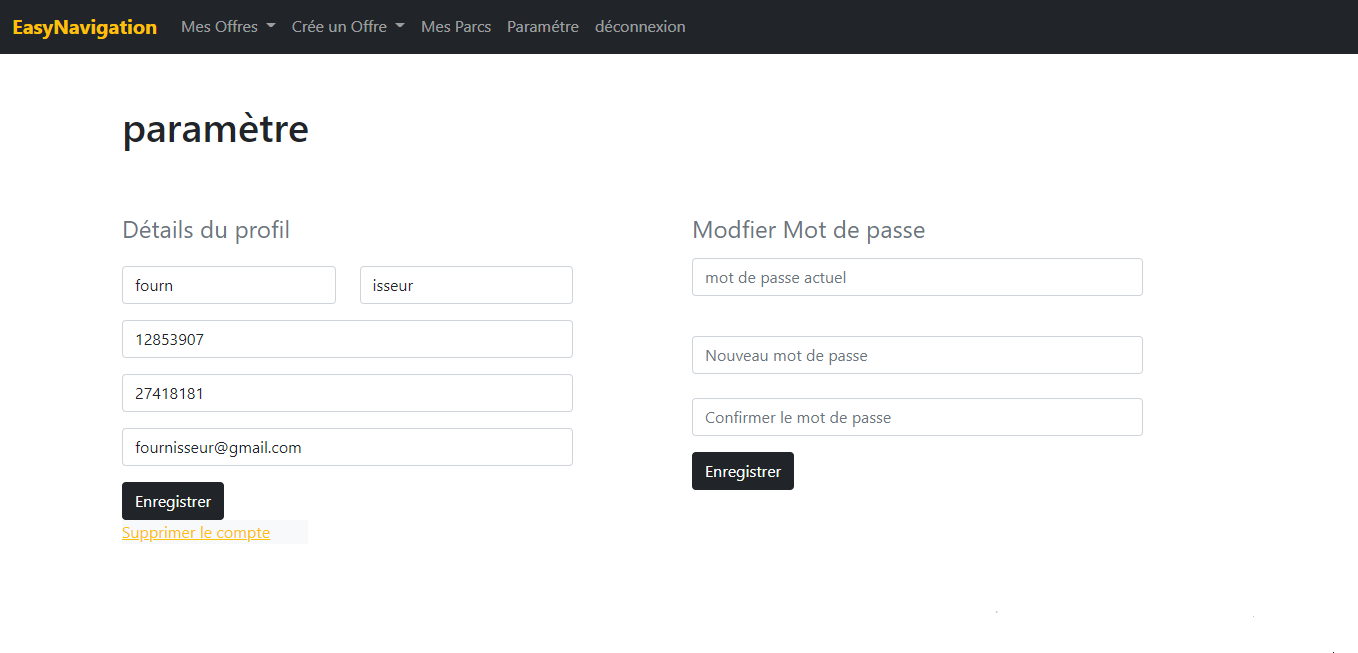 EasyNavigation Mes Offres Crée un Offre Mes Parcs Paramétre déconnexion
paramètre
Détails du profil
fourn isseur
12853907
27418181
fournisseur@gmail.com
Enregistrer
Supprimer le compte
Modfier Mot de passe
mot de passe actuel
Nouveau mot de passe
Confirmer le mot de passe
Enregistrer